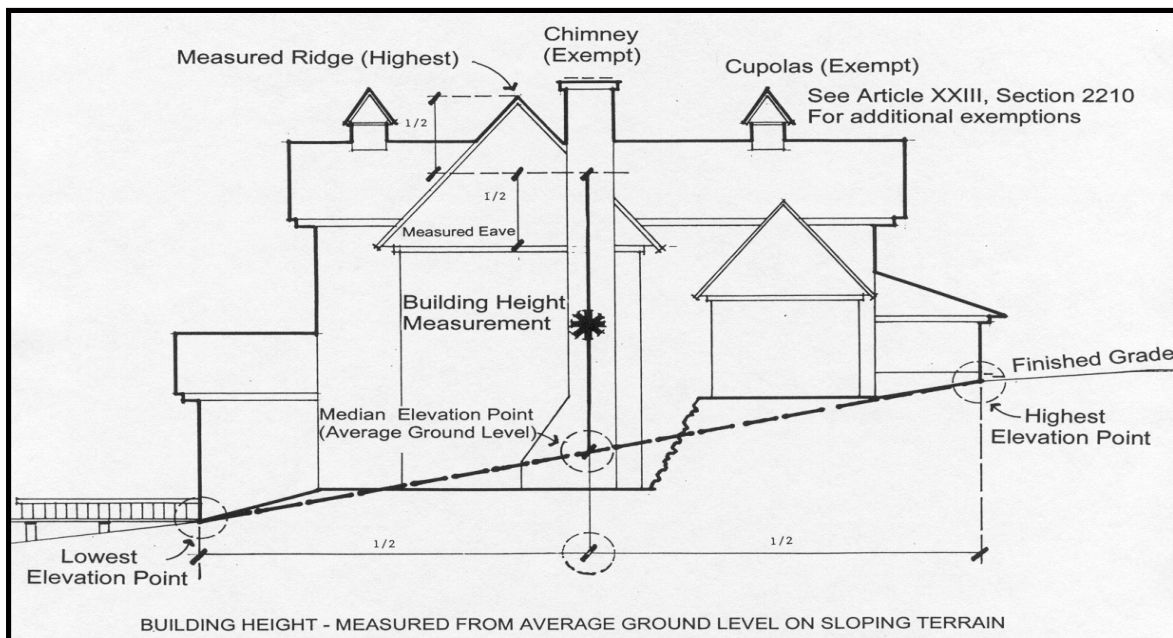 Chimney
(Exempt)
Measured Ridge (Highest)
Cupolas (Exempt)
See Article XXIII, Section 2210
For additional exemptions
1/2
1/2
Measured Eave
Building Height
Measurement
Finished Grade
Median Elevation Point
(Average Ground Level)
Highest
Elevation Point
Lowest
Elevation Point
1/2
1/2
BUILDING HEIGHT - MEASURED FROM AVERAGE GROUND LEVEL ON SLOPING TERRAIN